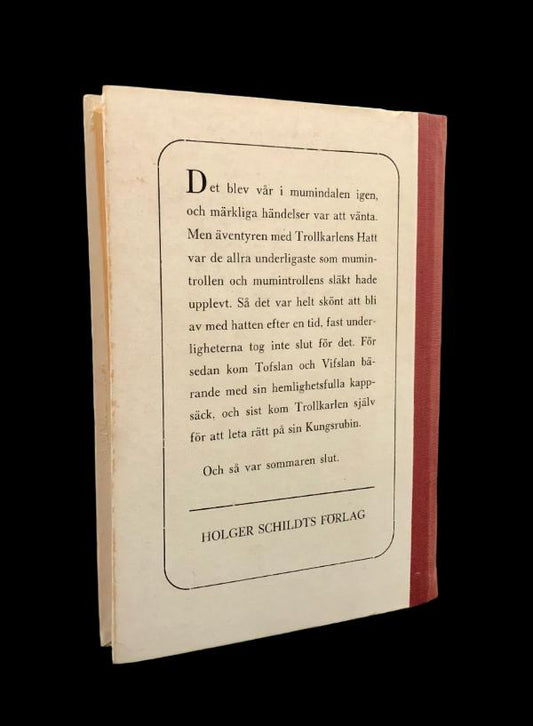 Det blev vår i mumindalen igen,
och märkliga händelser var att vänta.
Men äventyren med Trollkarlens Hatt
var de allra underligaste som mumin-
trollen och mumintrollens släkt hade
upplevt. Så det var helt skönt att bli
av med hatten efter en tid, fast under-
ligheterna tog inte slut för det. För
sedan kom Tofslan och Vifslan bä-
rande med sin hemlighetsfulla kapp-
säck, och sist kom Trollkarlen själv
för att leta rätt på sin Kungsrubin.
Och så var sommaren slut.
HOLGER SCHILDTS FÖRLAG